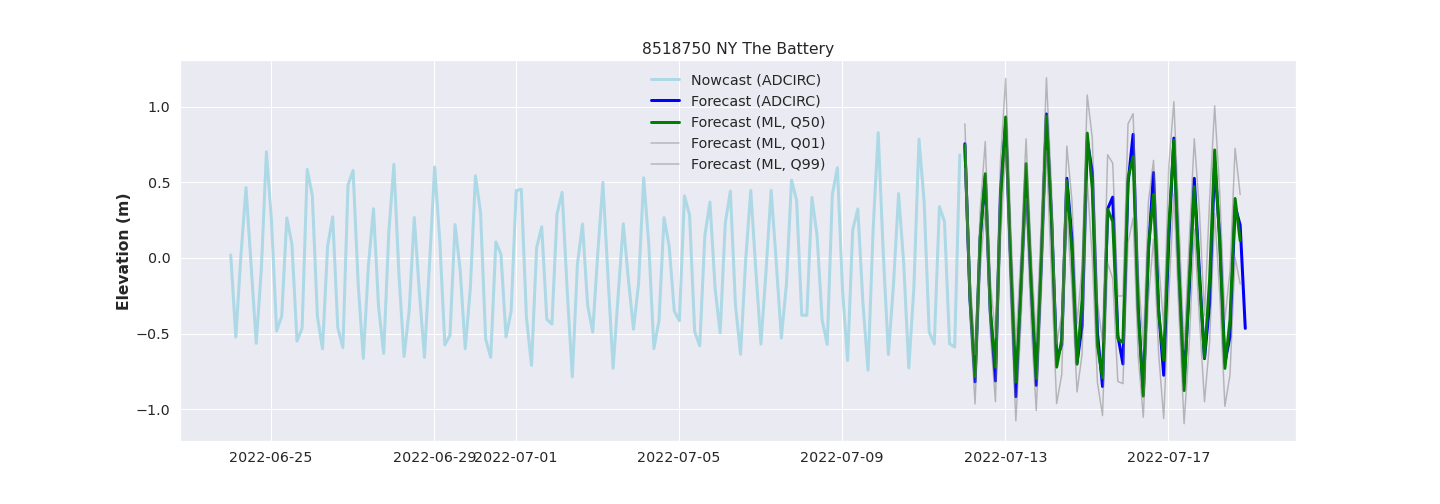 8518750 NY The Battery
Nowcast (ADCIRC)
Forecast (ADCIRC)
Forecast (ML, Q50)
Forecast (ML, Q01)
Forecast (ML, Q99)
Elevation (m)
1.0
0.5
0.0
−0.5
−1.0
2022-06-25 2022-06-29 2022-07-01 2022-07-05 2022-07-09 2022-07-13 2022-07-17